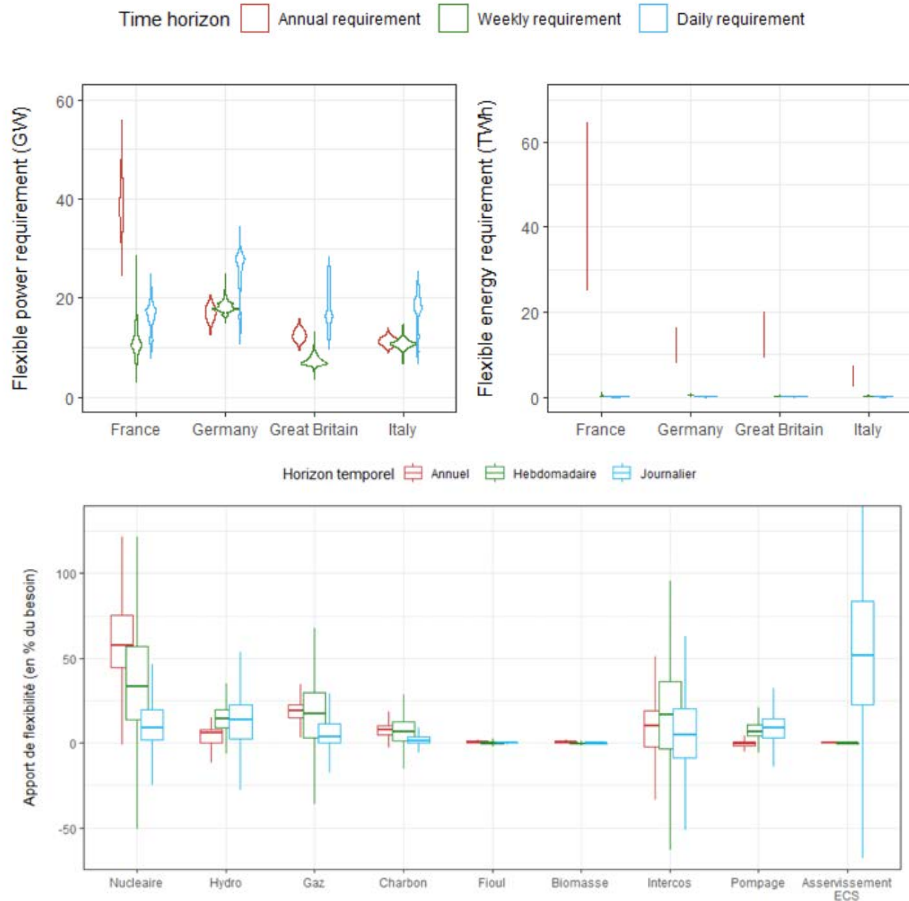 Time horizon Annual requirement Weekly requirement Daily requirement
Flexible power requirement (GW)
60
40
20
0
France Germany Great Britain Italy
Flexible energy requirement (TWh)
60
40
20
0
France Germany Great Britain Italy
Horizon temporel Annuel Hebdomadaire Journalier
Apport de flexibilité (en % du besoin)
100
50
0
-50
Nucleaire Hydro Gaz Charbon Fioul Biomasse Intercos Pompage Asservissement
ECS